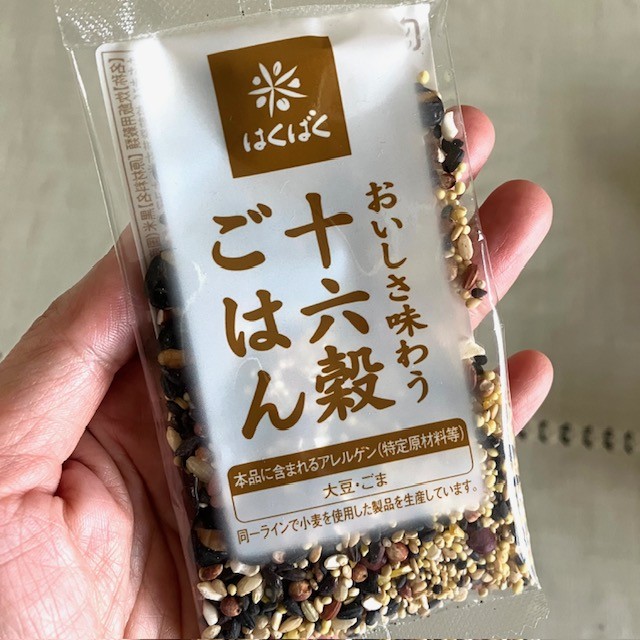 はくばく
おいしさ味わう
十六穀
ごはん
本品に含まれるアレルゲン(特定原材料等)
大豆・ごま
同一ラインで小麦を使用した製品を生産しています。